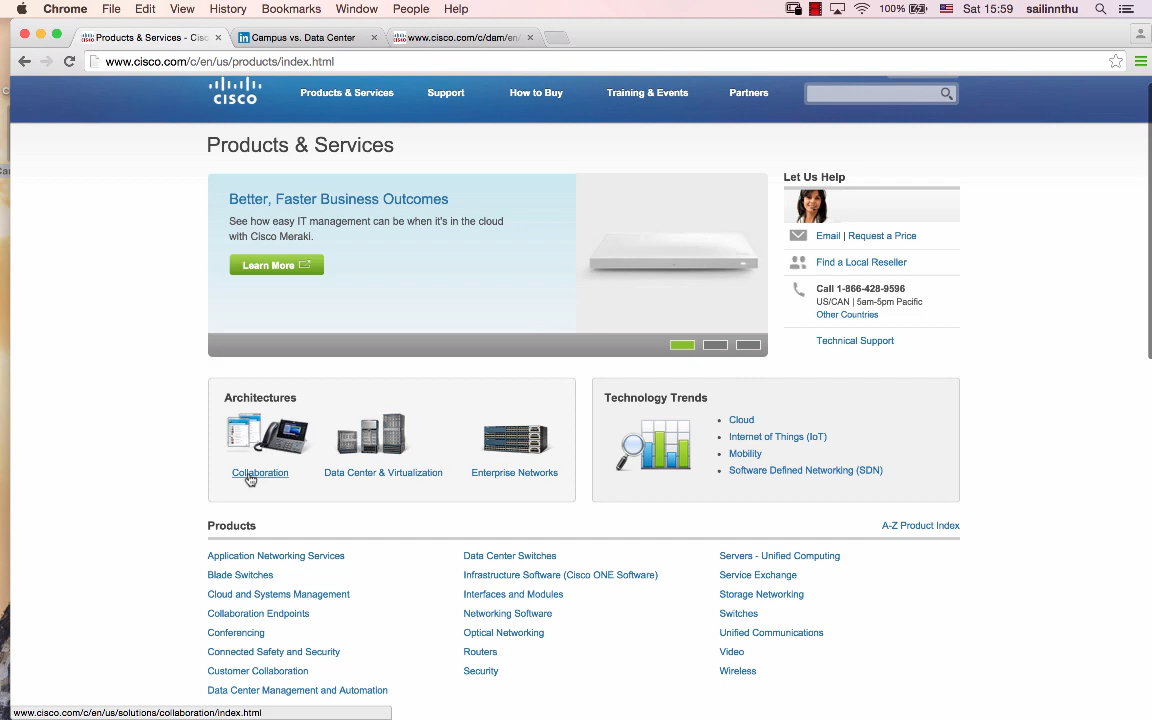 Chrome File Edit View History Bookmarks Window People Help 100% Sat 15:59 sailinnthu
Products & Services - Cisc Campus vs. Data Center www.cisco.com/c/dam/en/
www.cisco.com/c/en/us/products/index.html
CISCO Products & Services Support How to Buy Training & Events Partners
Products & Services
Better, Faster Business Outcomes
See how easy IT management can be when it's in the cloud
with Cisco Meraki.
Learn More
Let Us Help
Email | Request a Price
Find a Local Reseller
Call 1-866-428-9596
US/CAN | 5am-5pm Pacific
Other Countries
Technical Support
Architectures
Collaboration Data Center & Virtualization Enterprise Networks
Technology Trends
Cloud
Internet of Things (IoT)
Mobility
Software Defined Networking (SDN)
Products A-Z Product Index
Application Networking Services
Blade Switches
Cloud and Systems Management
Collaboration Endpoints
Conferencing
Connected Safety and Security
Customer Collaboration
Data Center Management and Automation
Data Center Switches
Infrastructure Software (Cisco ONE Software)
Interfaces and Modules
Networking Software
Optical Networking
Routers
Security
Servers - Unified Computing
Service Exchange
Storage Networking
Switches
Unified Communications
Video
Wireless
www.cisco.com/c/en/us/solutions/collaboration/index.html